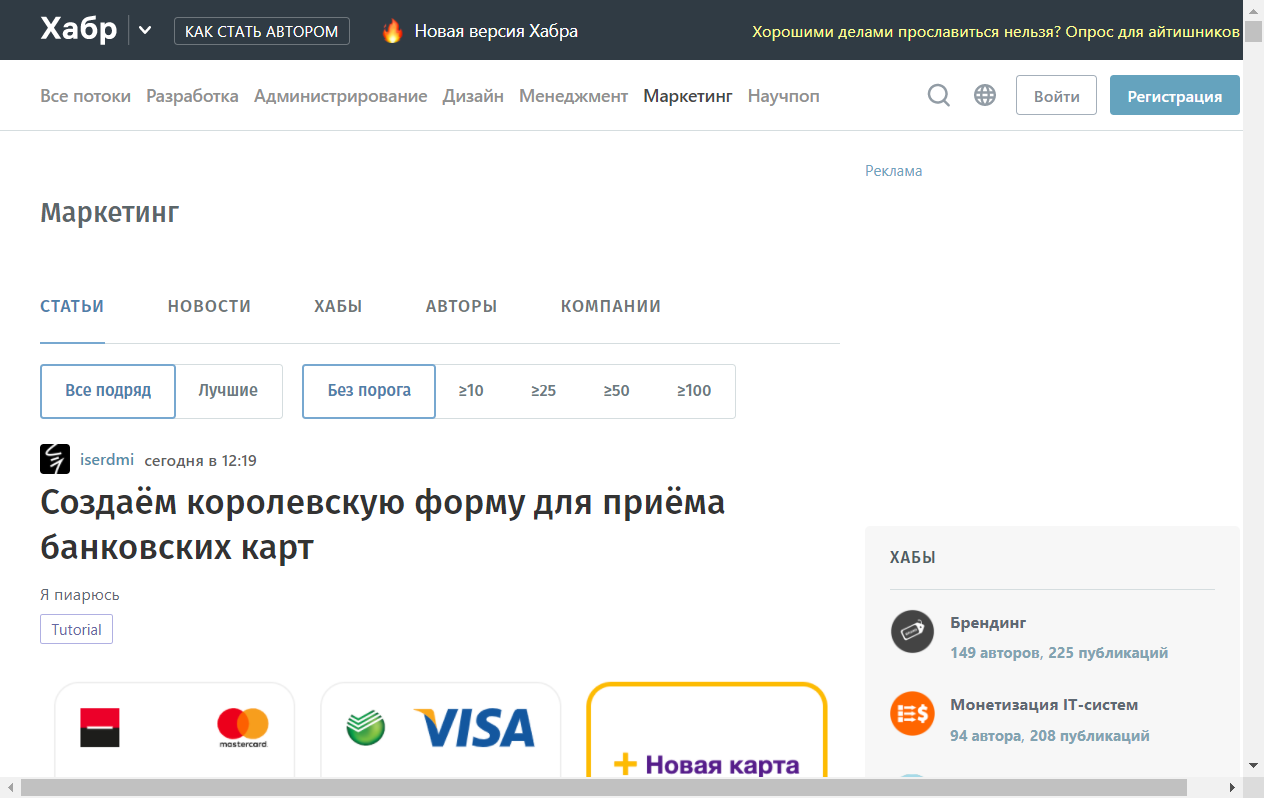 Хабр
КАК СТАТЬ АВТОРОМ
Новая версия Хабра
Хорошими делами прославиться нельзя? Опрос для айтишников
Все потоки Разработка Администрирование Дизайн Менеджмент Маркетинг Научпоп
Войти
Регистрация
Реклама
Маркетинг
СТАТЬИ НОВОСТИ ХАБЫ АВТОРЫ КОМПАНИИ
Все подряд Лучшие Без порога ≥10 ≥25 ≥50 ≥100
iserdmi сегодня в 12:19
Создаём королевскую форму для приёма
банковских карт
Я пиарюсь
Tutorial
mastercard.
VISA
+ Новая карта
ХАБЫ
Брендинг
149 авторов, 225 публикаций
Монетизация IT-систем
94 автора, 208 публикаций